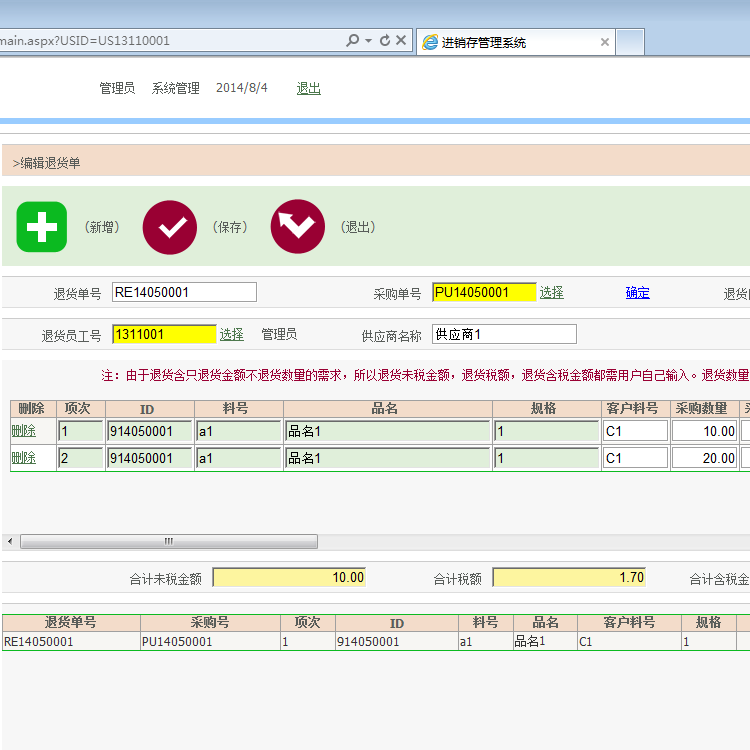 main.aspx?USID=US13110001
进销存管理系统
管理员 系统管理 2014/8/4 退出
>编辑退货单
(新增) (保存) (退出)
退货单号 RE14050001 采购单号 PU14050001 选择 确定 退货
退货员工号 1311001 选择 管理员 供应商名称 供应商1
注：由于退货含只退货金额不退货数量的需求，所以退货未税金额，退货税额，退货含税金额都需用户自己输入。退货数量
删除 项次 ID 料号 品名 规格 客户料号 采购数量
删除 1 914050001 a1 品名1 1 C1 10.00
删除 2 914050001 a1 品名1 1 C1 20.00
合计未税金额 10.00 合计税额 1.70 合计含税金
退货单号 采购号 项次 ID 料号 品名 客户料号 规格
RE14050001 PU14050001 1 914050001 a1 品名1 C1 1